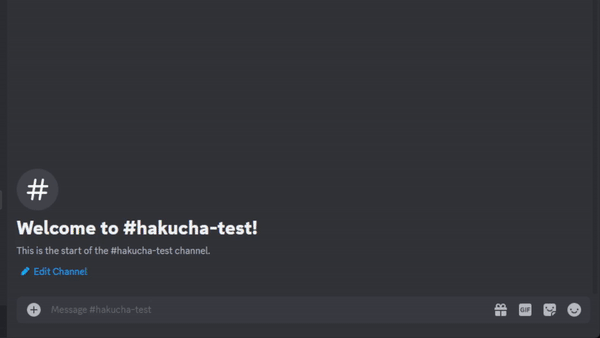 #
Welcome to #hakucha-test!
This is the start of the #hakucha-test channel.
Edit Channel
Message #hakucha-test
GIF